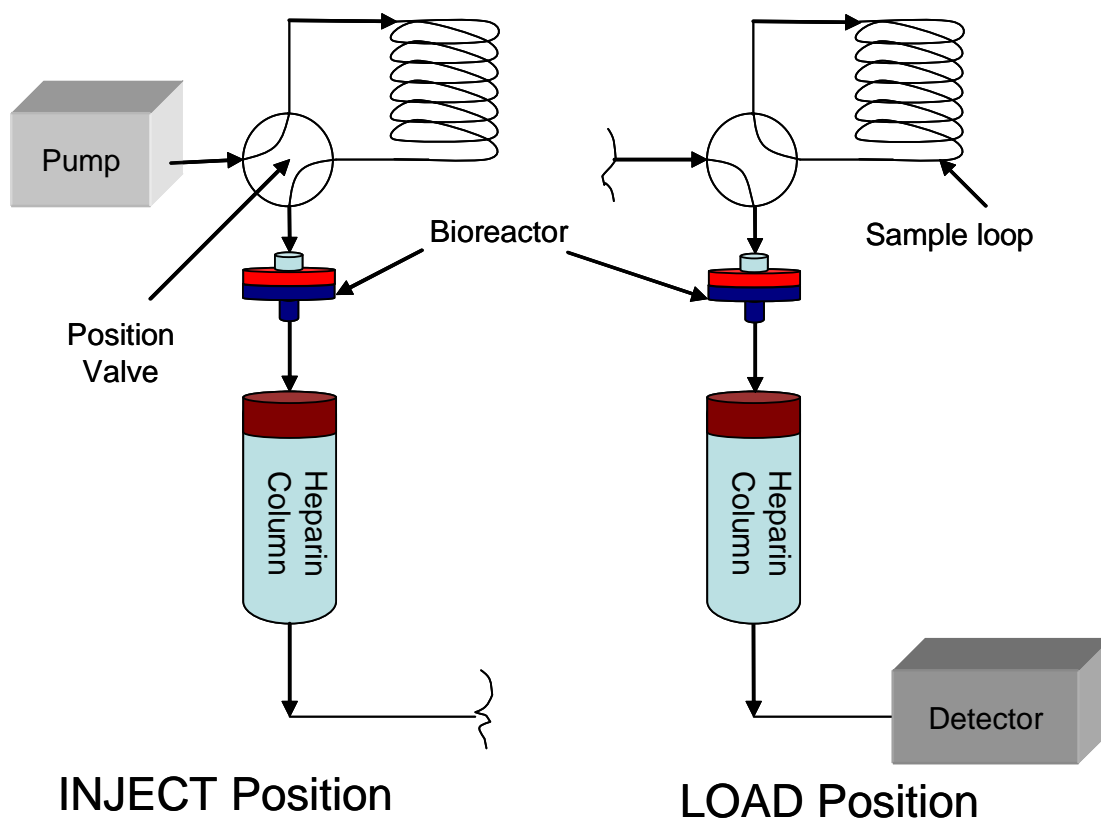 Pump
Bioreactor
Sample loop
Position
Valve
Heparin
Column
Heparin
Column
Detector
INJECT Position
LOAD Position